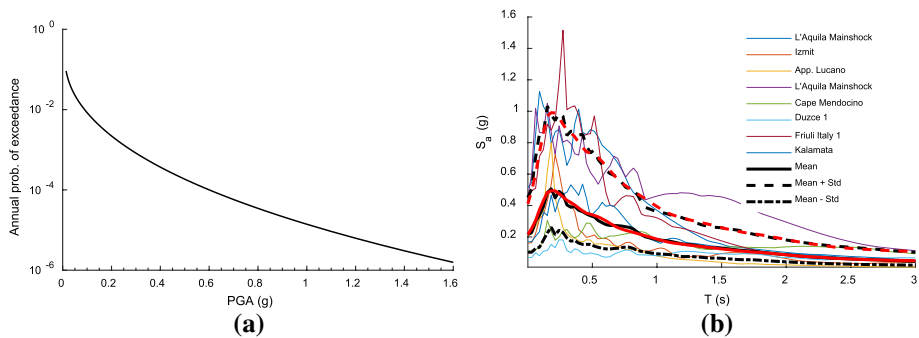 10^0
10^-2
10^-4
10^-6
Annual prob. of exceedance
0 0.2 0.4 0.6 0.8 1 1.2 1.4 1.6
PGA (g)
(a)
1.6
1.4
1.2
1
0.8
0.6
0.4
0.2
S_a (g)
0.5 1 1.5 2 2.5 3
T (s)
L'Aquila Mainshock
Izmit
App. Lucano
L'Aquila Mainshock
Cape Mendocino
Duzce 1
Friuli Italy 1
Kalamata
Mean
Mean + Std
Mean - Std
(b)